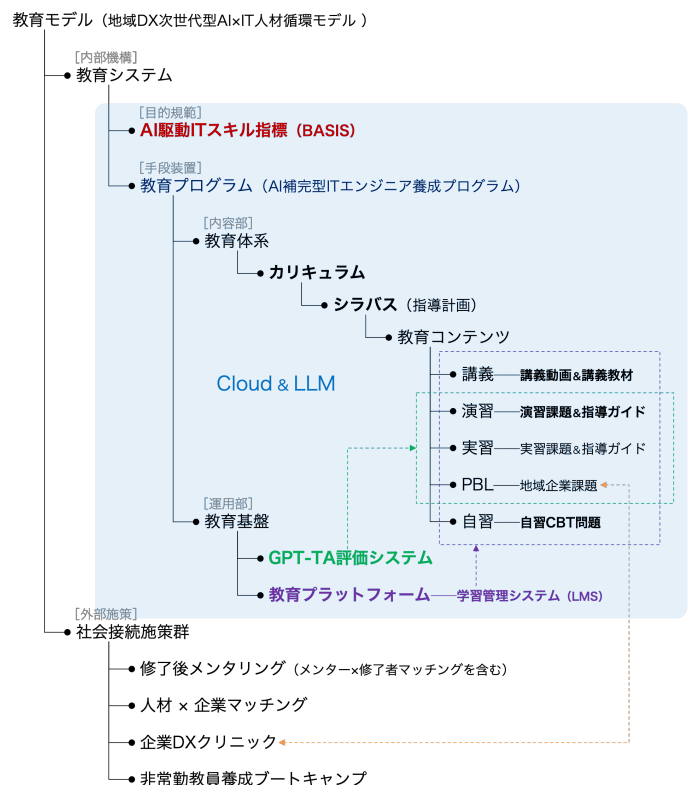 教育モデル（地域DX次世代型AI×IT人材循環モデル ）
［内部機構］
教育システム
［目的規範］
AI駆動ITスキル指標（BASIS）
［手段装置］
教育プログラム（AI補完型ITエンジニア養成プログラム）
［内容部］
教育体系
カリキュラム
シラバス（指導計画）
教育コンテンツ
講義 講義動画&講義教材
Cloud & LLM
演習 演習課題&指導ガイド
実習 実習課題&指導ガイド
PBL 地域企業課題
［運用部］
教育基盤
自習 自習CBT問題
GPT-TA評価システム
教育プラットフォーム 学習管理システム（LMS）
［外部施策］
社会接続施策群
修了後メンタリング（メンター×修了者マッチングを含む）
人材 × 企業マッチング
企業DXクリニック
非常勤教員養成ブートキャンプ